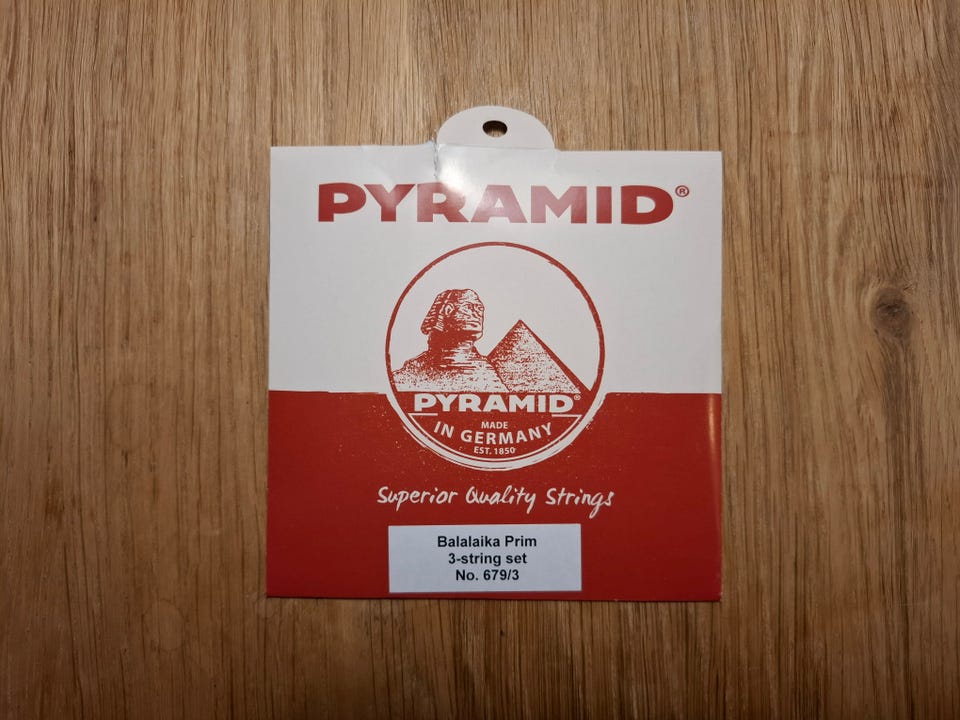 PYRAMID®
PYRAMID®
MADE
IN GERMANY
EST. 1850
Superior Quality Strings
Balalaika Prim
3-string set
No. 679/3